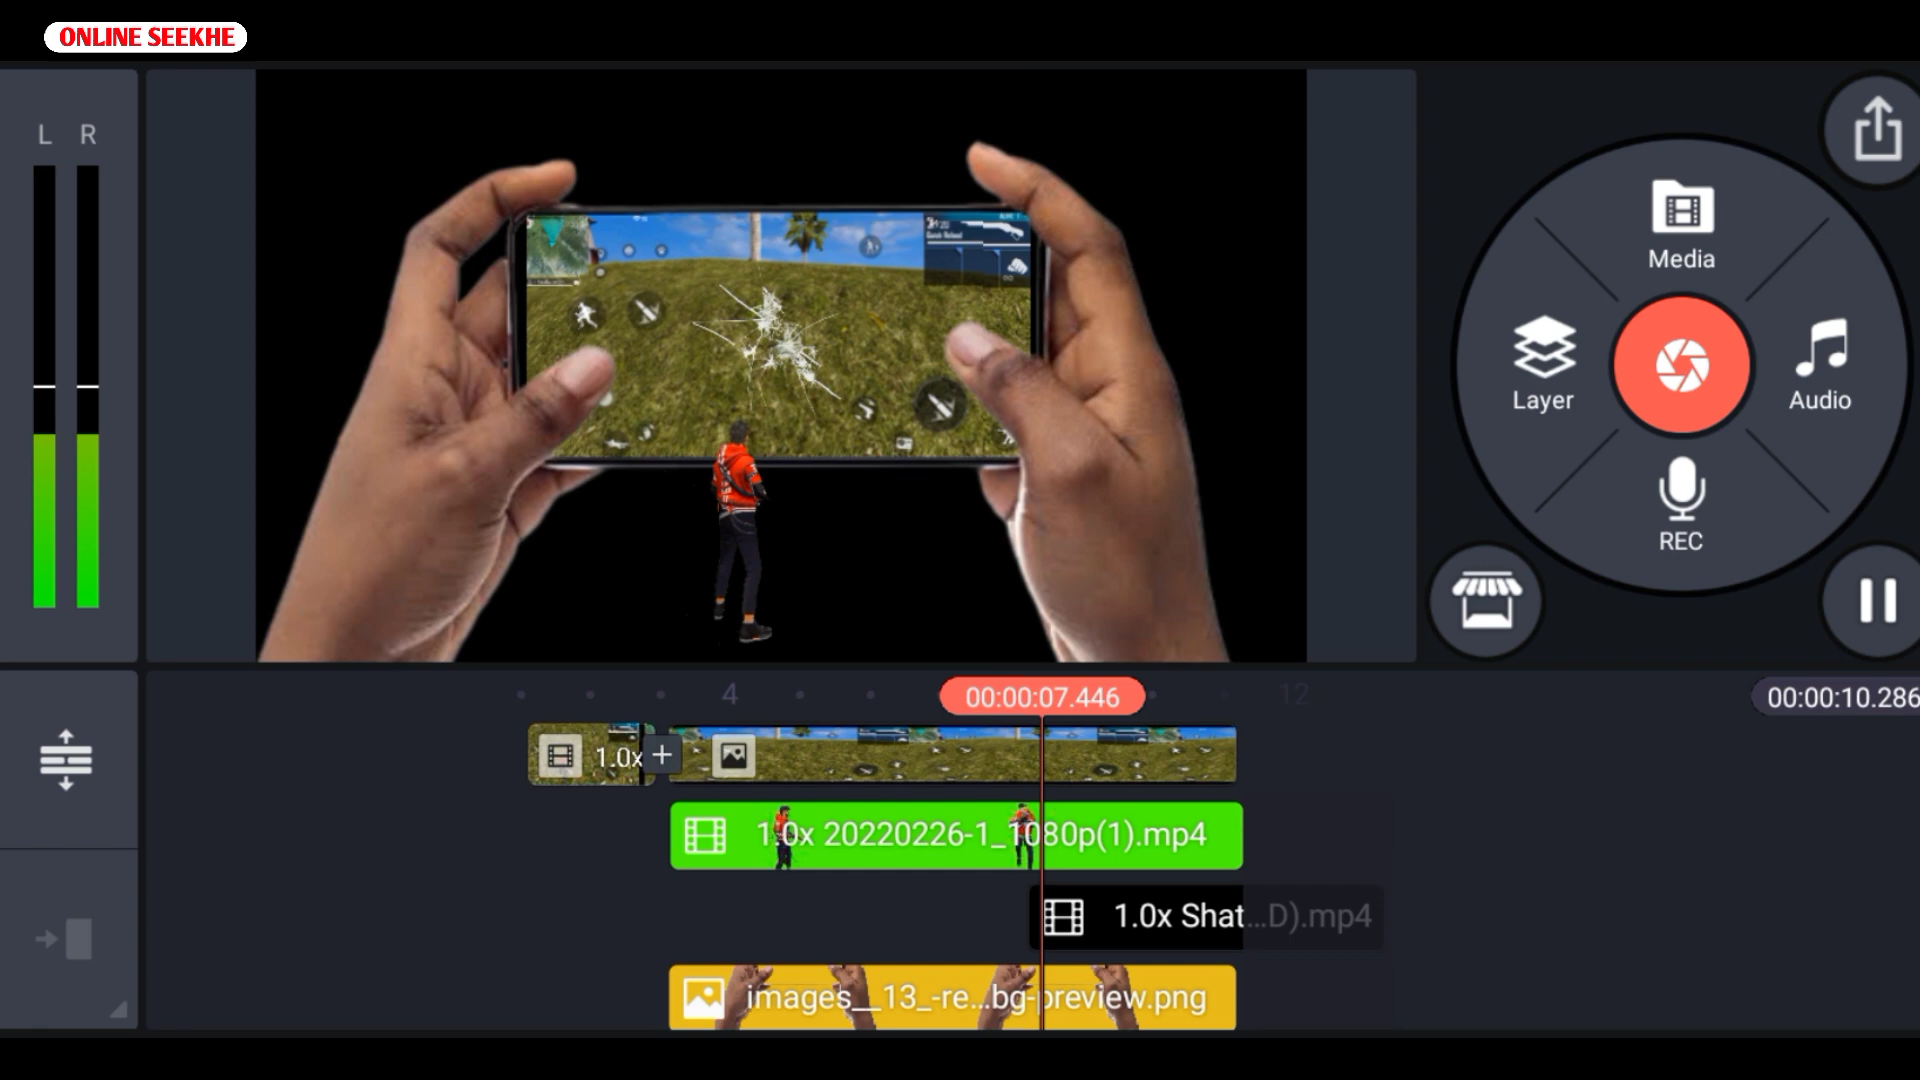 ONLINE SEEKHE
L R
Media
Layer
Audio
REC
4
00:00:07.446
12
00:00:10.286
1.0x
1.0x 20220226-1_1080p(1).mp4
1.0x Shat...D).mp4
images__13_-re...bg-preview.png